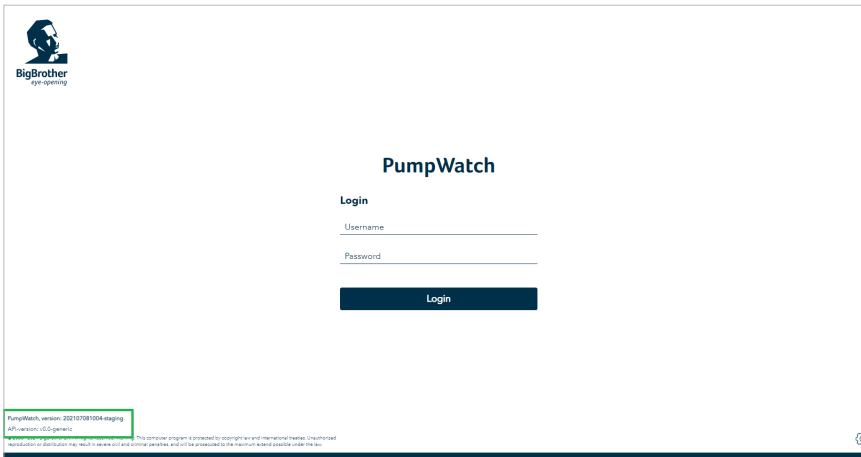 BigBrother
eye-opening
PumpWatch
Login
Username
Password
Login
PumpWatch, version: 202107081004-staging
API-version: v0.0-generic
This computer program is protected by copyright law and international treaties. Unauthorized
reproduction or distribution may result in severe civil and criminal penalties, and will be prosecuted to the maximum extend possible under the law.